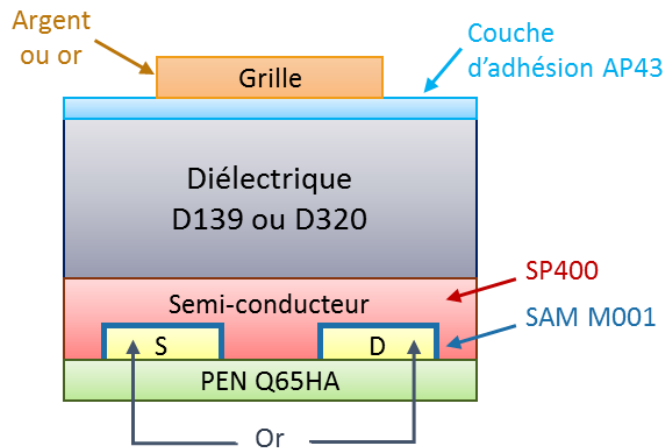 Argent
ou or
Grille
Couche
d'adhésion AP43
Diélectrique
D139 ou D320
SP400
Semi-conducteur
SAM M001
S
D
PEN Q65HA
Or